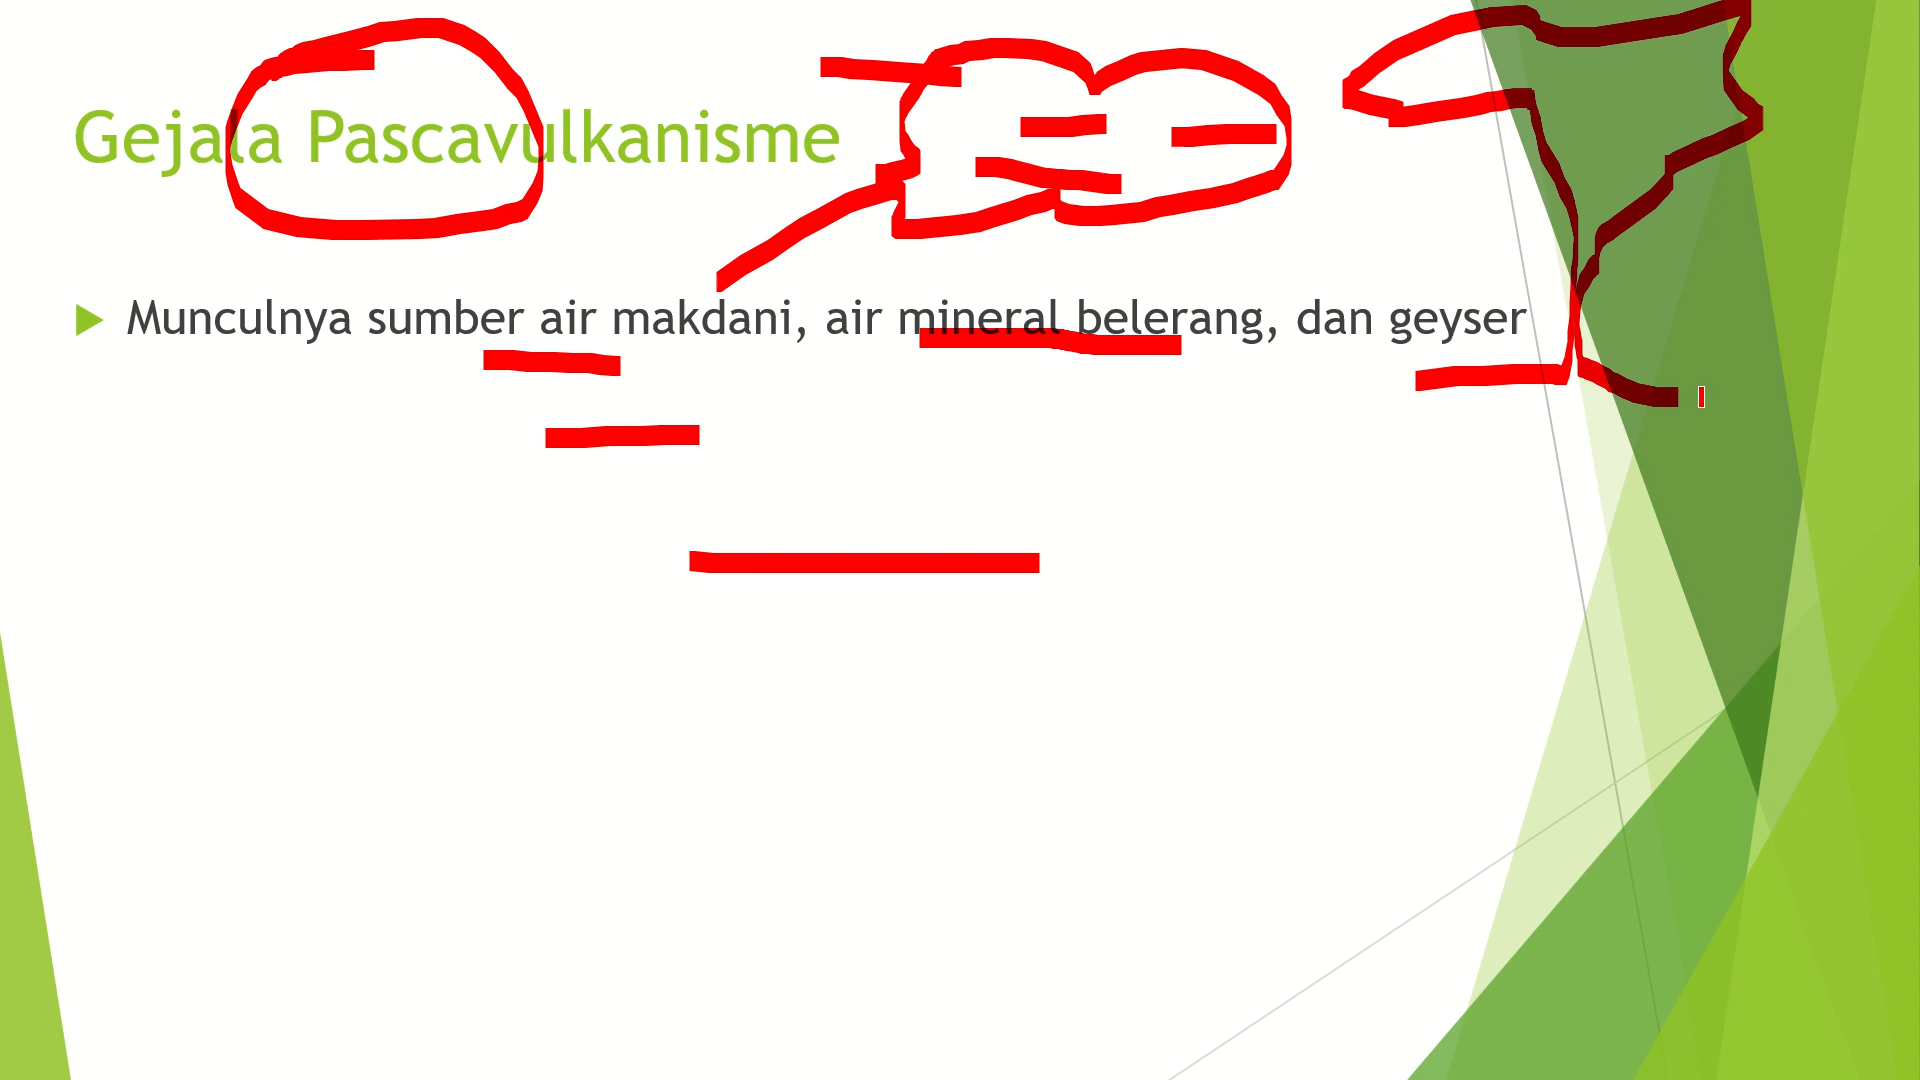 Gejala Pascavulkanisme
Munculnya sumber air makdani, air mineral belerang, dan geyser